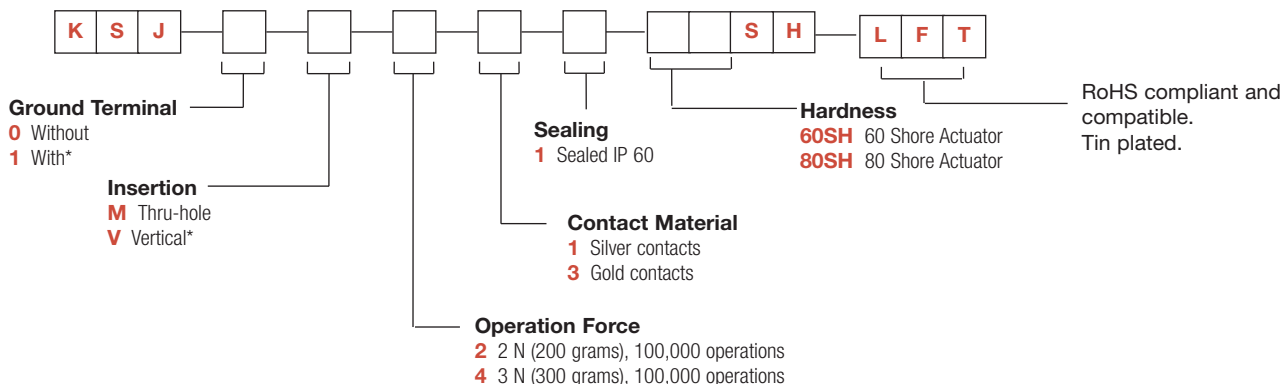 K S J S H L F T
Ground Terminal
0 Without
1 With*
Insertion
M Thru-hole
V Vertical*
Operation Force
2 2 N (200 grams), 100,000 operations
4 3 N (300 grams), 100,000 operations
Contact Material
1 Silver contacts
3 Gold contacts
Sealing
1 Sealed IP 60
Hardness
60SH 60 Shore Actuator
80SH 80 Shore Actuator
RoHS compliant and
compatible.
Tin plated.